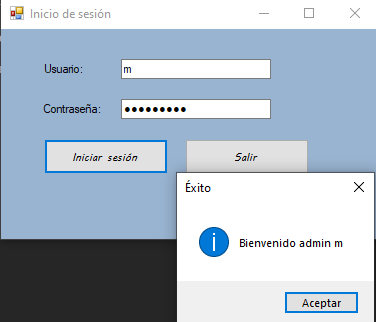 Inicio de sesión
Usuario:
m
Contraseña:
●●●●●●●●●
Iniciar sesión
Salir
Éxito
Bienvenido admin m
Aceptar